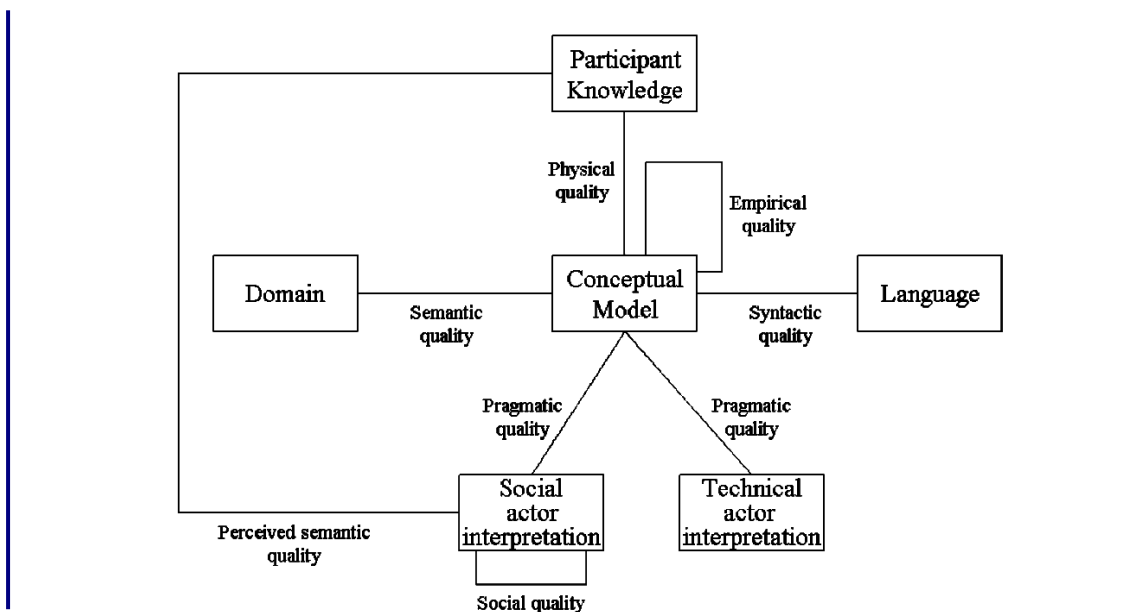 Participant
Knowledge
Physical
quality
Empirical
quality
Domain
Conceptual
Model
Language
Semantic
quality
Syntactic
quality
Pragmatic
quality
Pragmatic
quality
Social
actor
interpretation
Technical
actor
interpretation
Perceived semantic
quality
Social quality